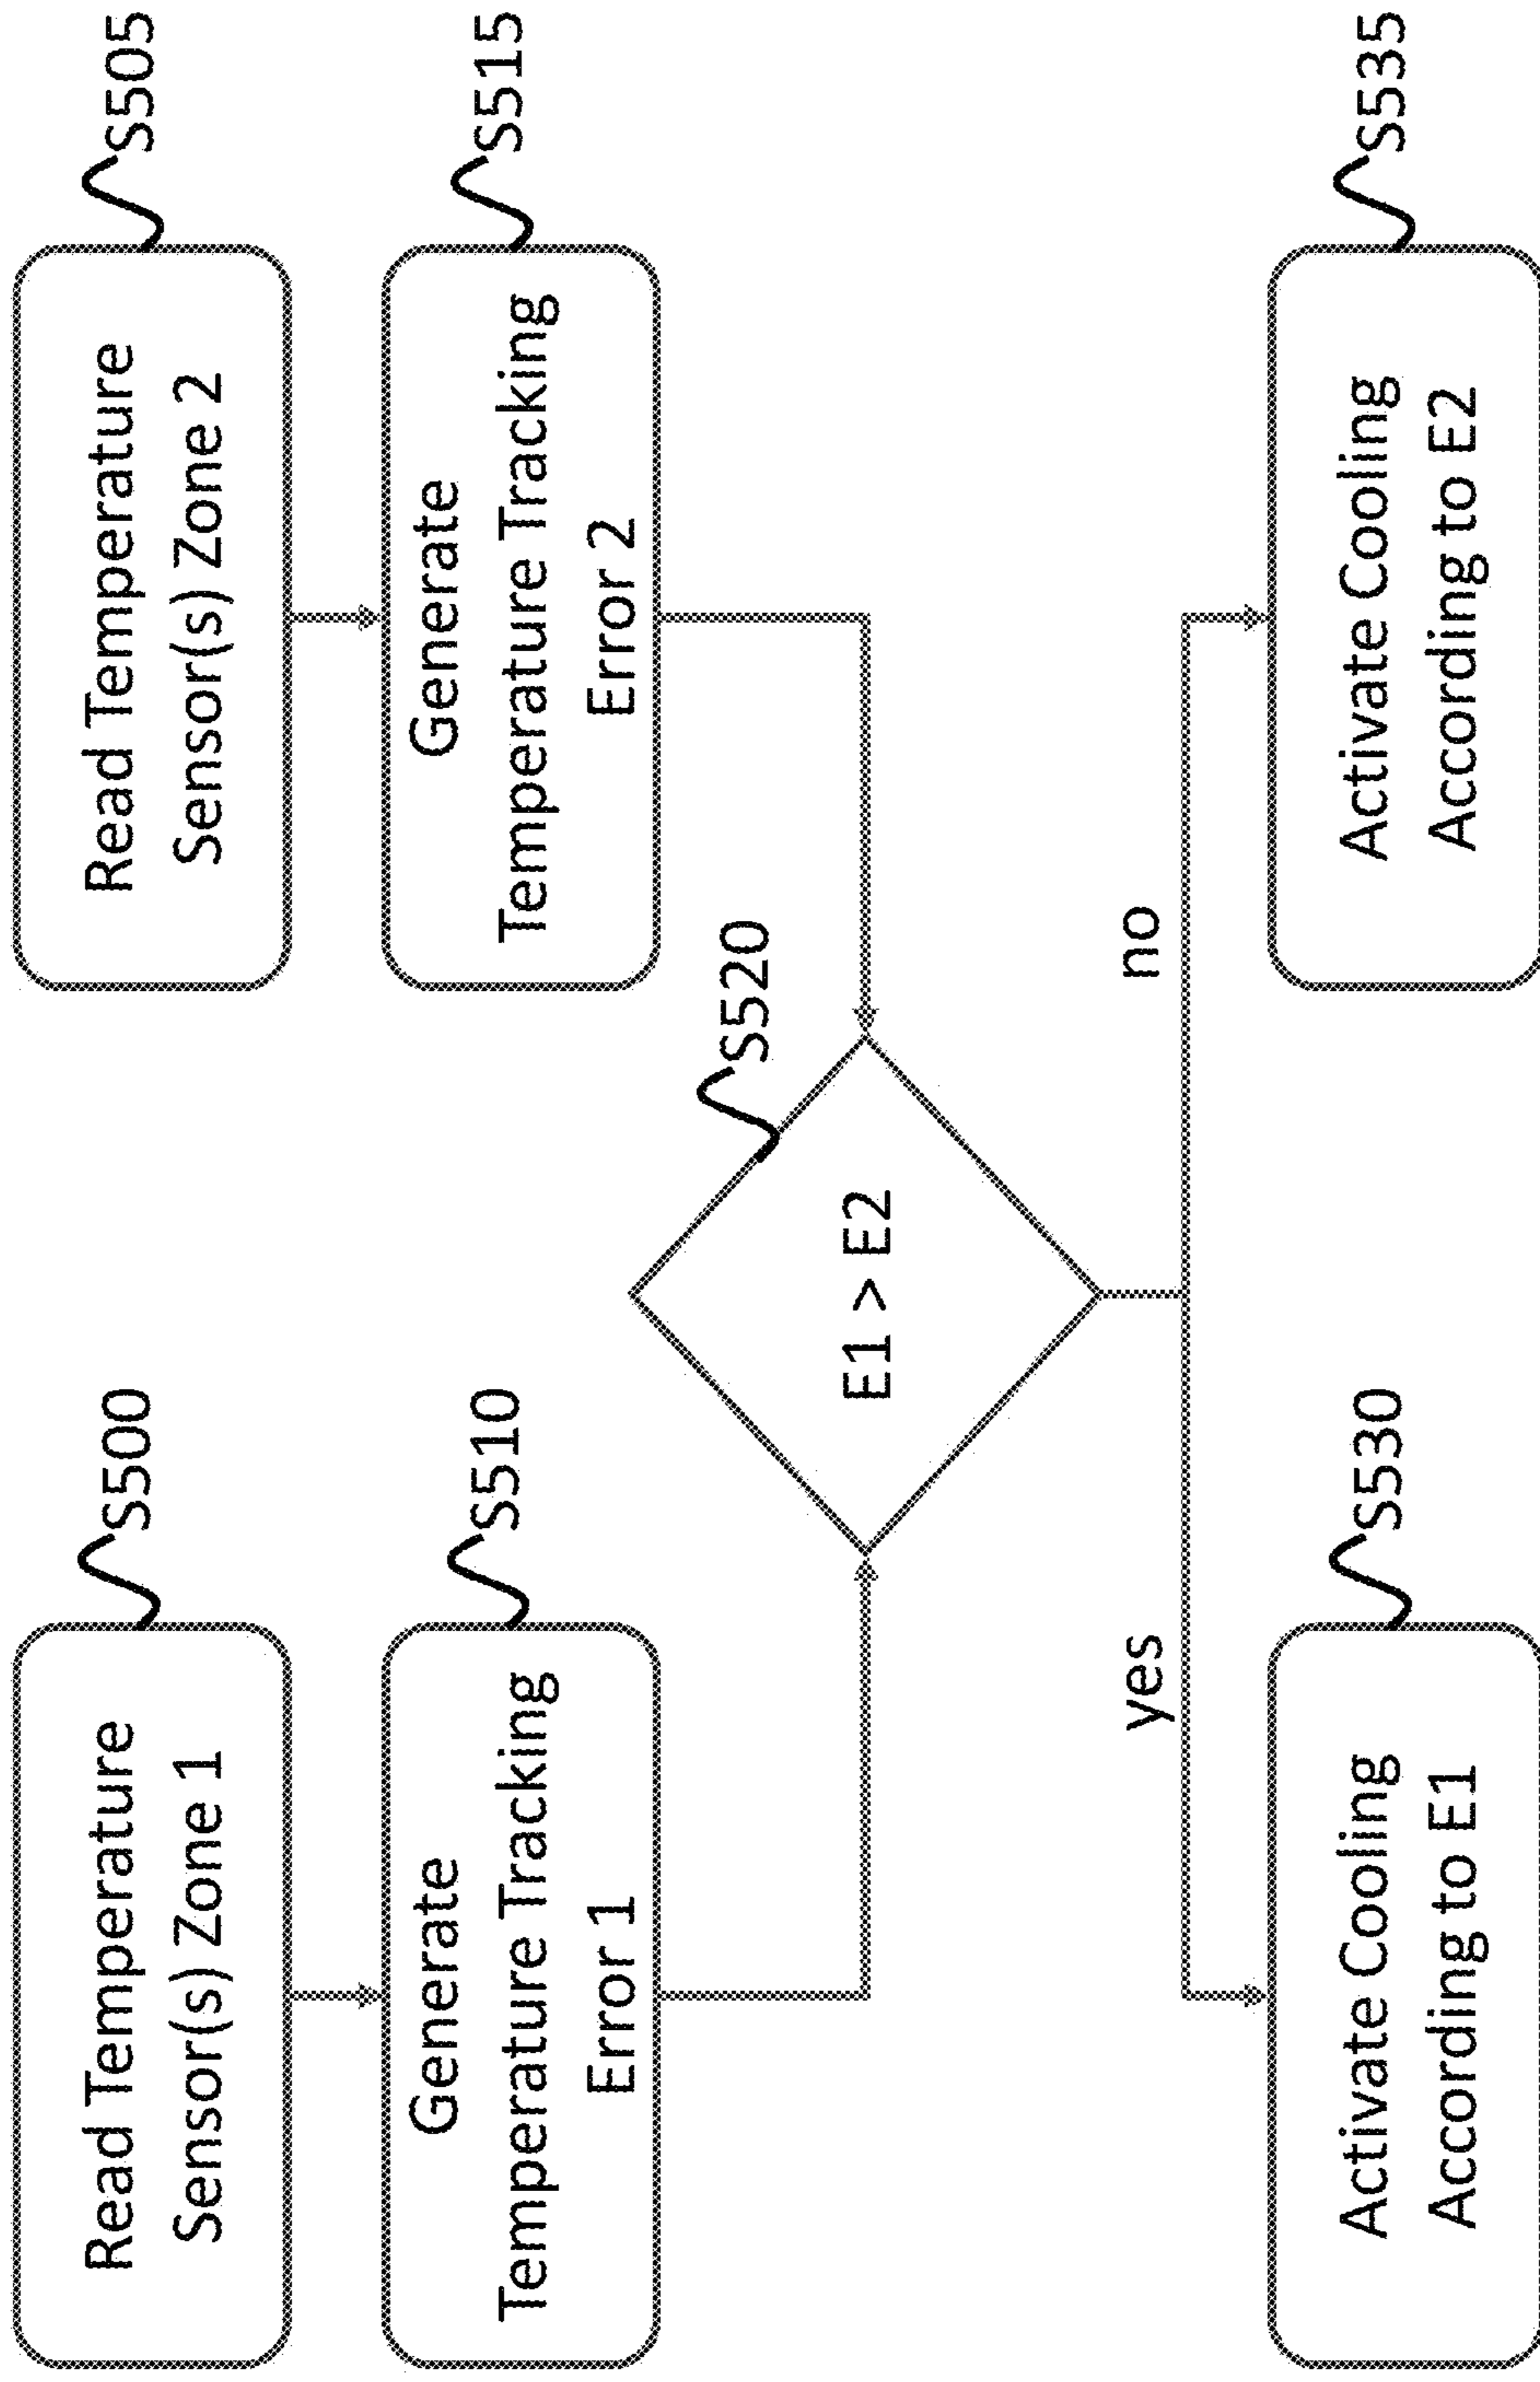 Read Temperature
Sensor(s) Zone 1
S500
Read Temperature
Sensor(s) Zone 2
S505
Generate
Temperature Tracking
Error 1
S510
Generate
Temperature Tracking
Error 2
S515
S520
E1 > E2
yes
no
Activate Cooling
According to E1
S530
Activate Cooling
According to E2
S535